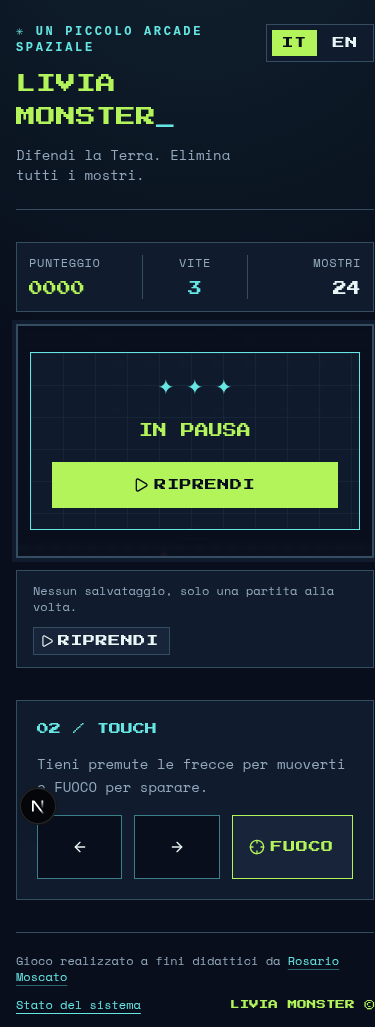 ✳ UN PICCOLO ARCADE
SPAZIALE
IT EN
LIVIA
MONSTER_
Difendi la Terra. Elimina
tutti i mostri.
PUNTEGGIO VITE MOSTRI
0000 3 24
IN PAUSA
RIPRENDI
Nessun salvataggio, solo una partita alla
volta.
RIPRENDI
02 / TOUCH
Tieni premute le frecce per muoverti
o FUOCO per sparare.
N
← → FUOCO
Gioco realizzato a fini didattici da Rosario
Moscato
Stato del sistema LIVIA MONSTER ©